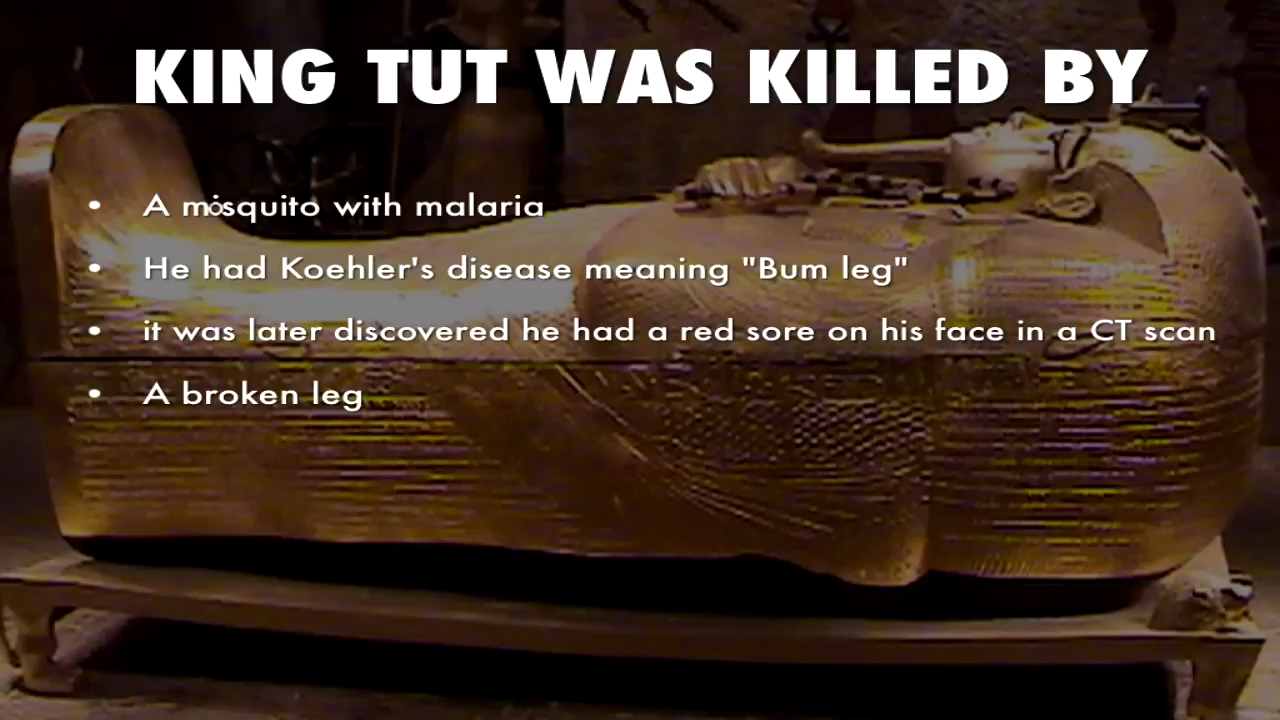 KING TUT WAS KILLED BY
• A mosquito with malaria
• He had Koehler's disease meaning "Bum leg"
• it was later discovered he had a red sore on his face in a CT scan
• A broken leg